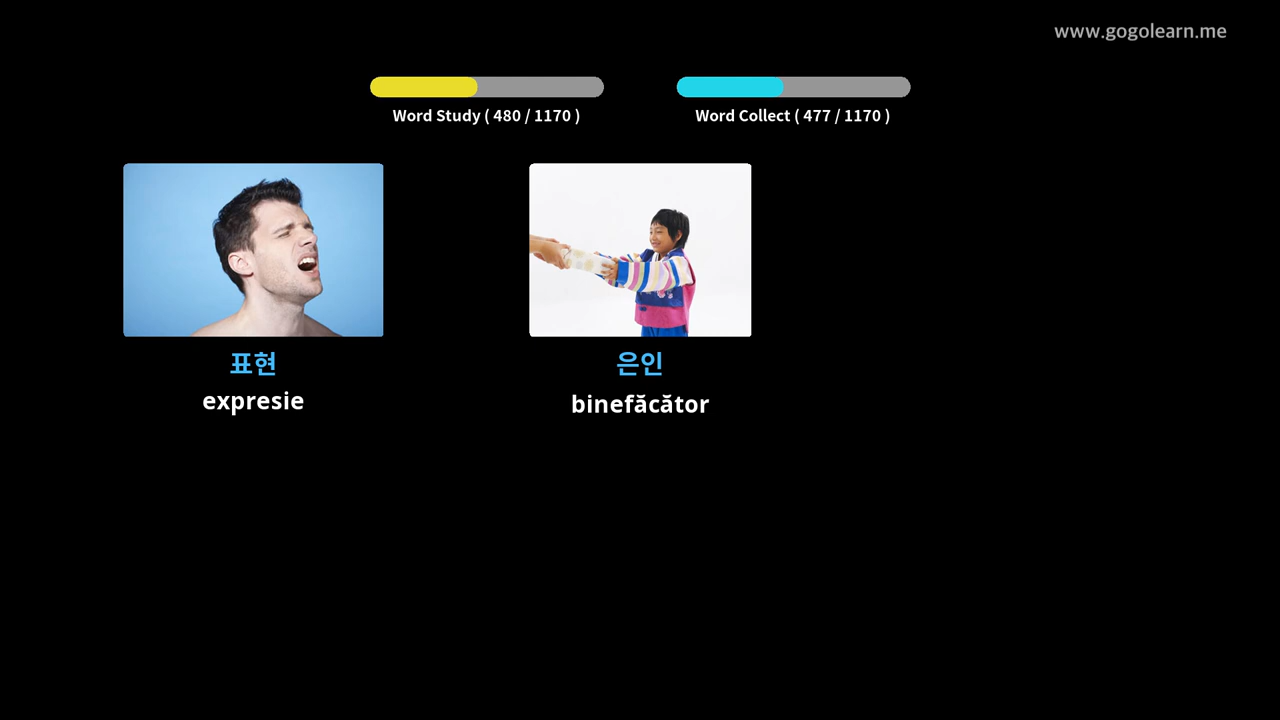 www.gogolearn.me
Word Study ( 480 / 1170 )
Word Collect ( 477 / 1170 )
표현
expresie
은인
binefăcător